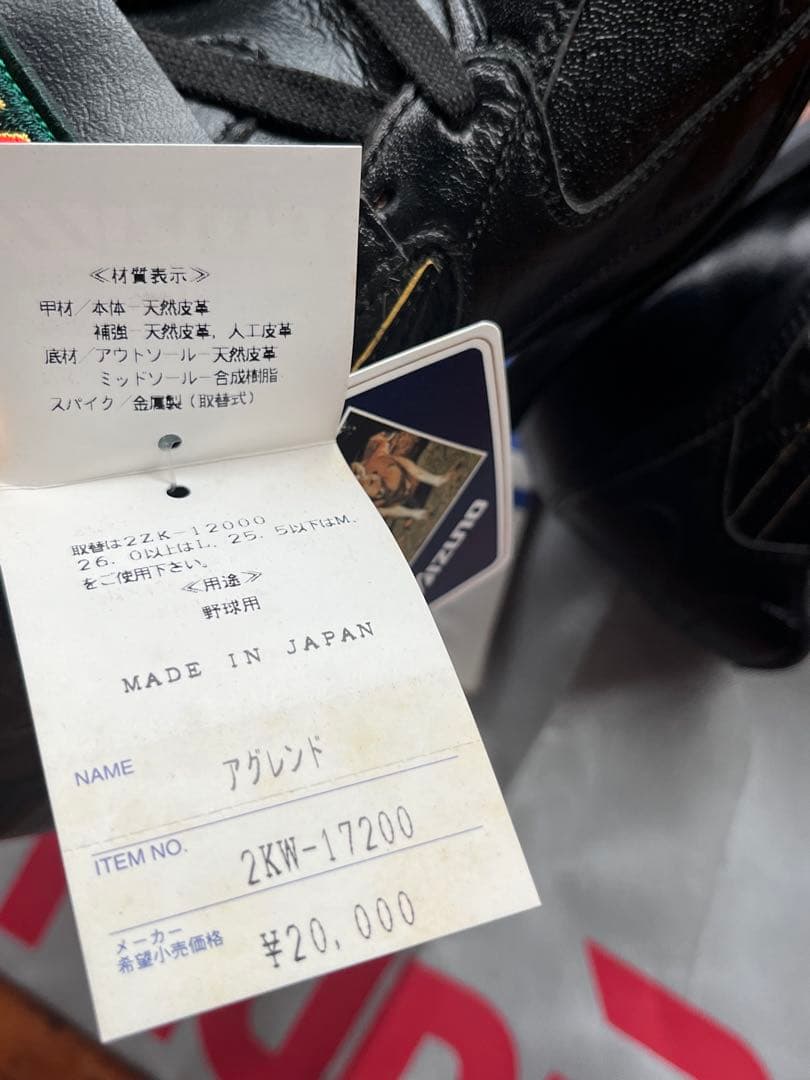 ≪材質表示≫
甲材/本体ー天然皮革
補強ー天然皮革, 人工皮革
底材/アウトソールー天然皮革
ミッドソールー合成樹脂
スパイク/金属製(取替式)
取替は2ZK-12000
26. 0以上はL. 25. 5以下はM.
をご使用下さい。
≪用途≫
野球用
MADE IN JAPAN
NAME アグレンド
ITEM NO. 2KW-17200
メーカー
希望小売価格 ¥20,000
MIZUNO